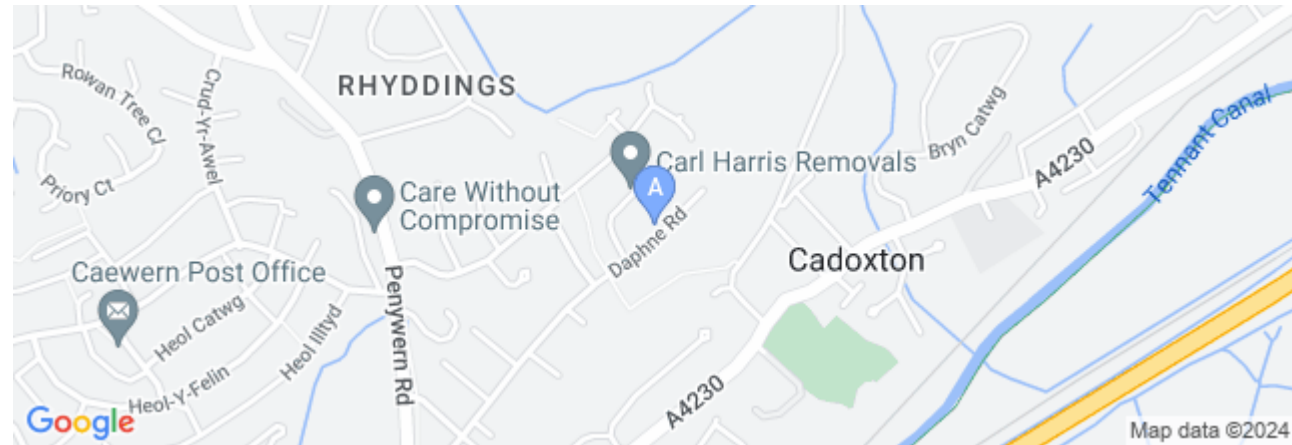 Rowan Tree Cl
Crud-Yr-Awel
RHYDDINGS
Priory Ct
Care Without
Compromise
Carl Harris Removals
A
Daphne Rd
Bryn Catwg
A4230
Tennant Canal
Cadoxton
Caewern Post Office
Heol Catwg
Heol Illtyd
Penywern Rd
Heol-Y-Felin
A4230
Google
Map data ©2024